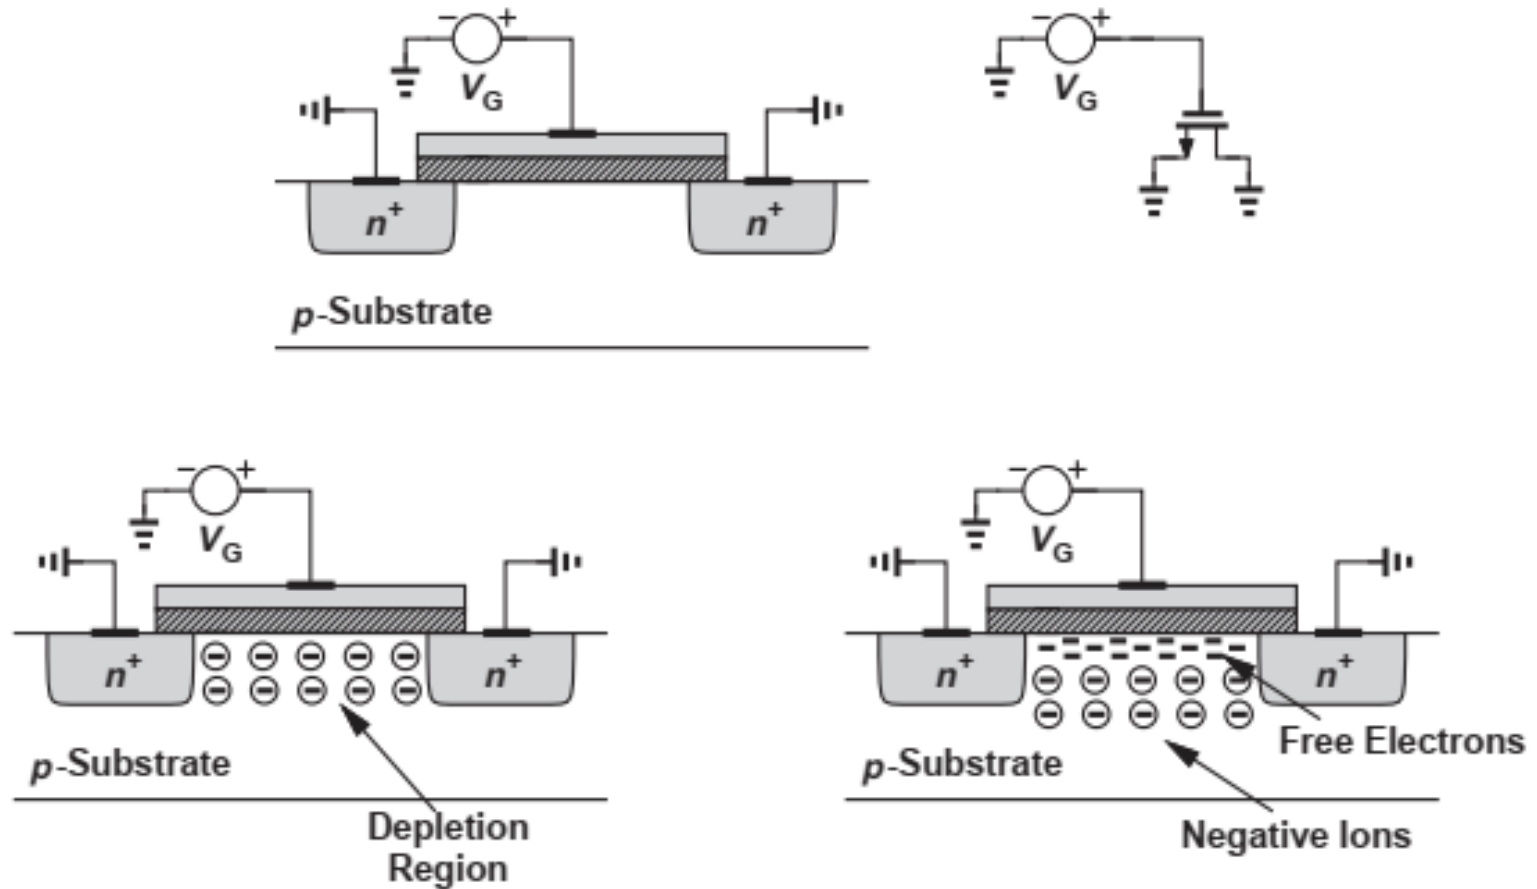 − +
VG
− +
VG
n+
n+
p-Substrate
− +
VG
n+
n+
p-Substrate
Depletion
Region
− +
VG
n+
n+
p-Substrate
Free Electrons
Negative Ions